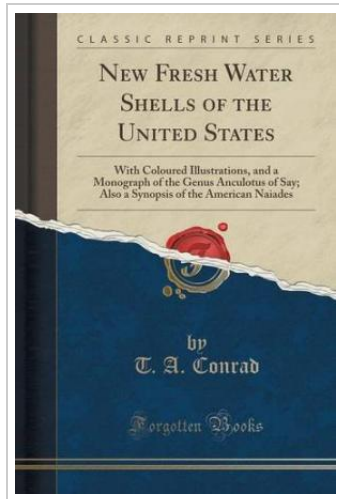 CLASSIC REPRINT SERIES
NEW FRESH WATER
SHELLS OF THE
UNITED STATES
With Coloured Illustrations, and a
Monograph of the Genus Anculotus of Say;
Also a Synopsis of the American Naiades
F
by
T. A. Conrad
Forgotten Books